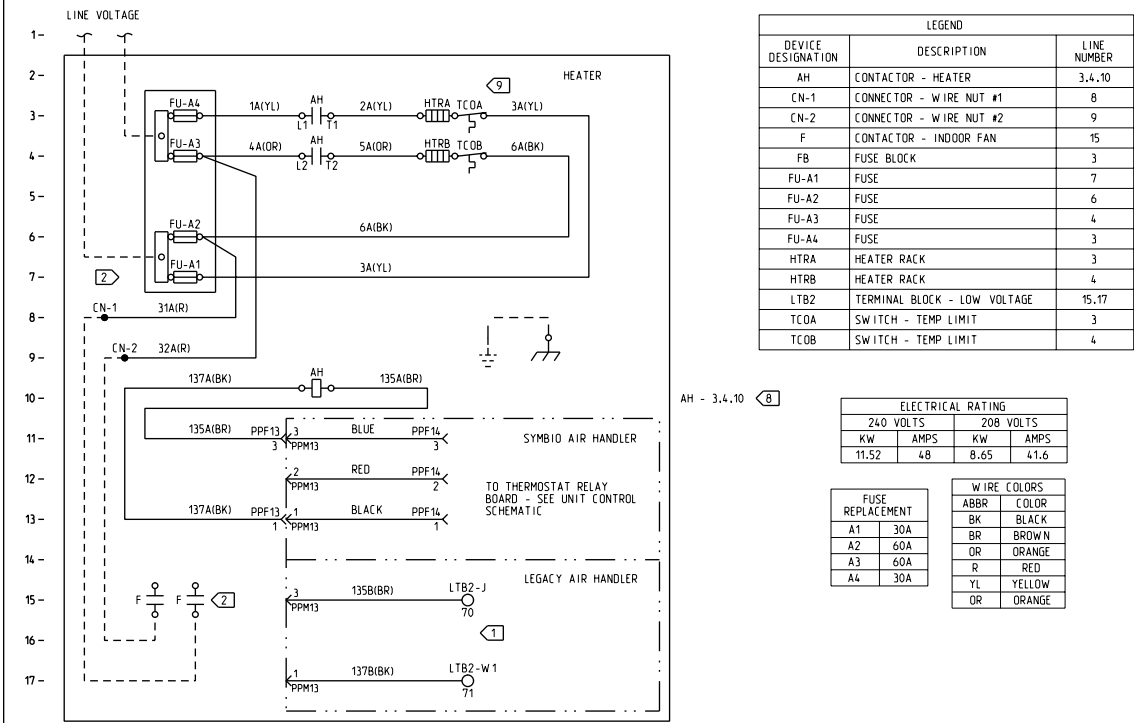 LINE VOLTAGE
1-
2-
HEATER
9
FU-A4
1A(YL)
AH
2A(YL)
HTRA TCOA
3A(YL)
3-
L1
T1
FU-A3
4A(OR)
AH
5A(OR)
HTRB TCOB
6A(BK)
4-
L2
T2
5-
FU-A2
6A(BK)
6-
FU-A1
3A(YL)
2
7-
CN-1
31A(R)
8-
CN-2
32A(R)
9-
137A(BK)
AH
135A(BR)
10-
135A(BR)
PPF13
3
3
PPM13
BLUE
PPF14
3
SYMBIO AIR HANDLER
11-
2
PPM13
RED
PPF14
2
12-
TO THERMOSTAT RELAY
BOARD - SEE UNIT CONTROL
SCHEMATIC
137A(BK)
PPF13
1
1
PPM13
BLACK
PPF14
1
13-
14-
LEGACY AIR HANDLER
F
F
2
3
PPM13
135B(BR)
LTB2-J
70
15-
1
16-
1
PPM13
137B(BK)
LTB2-W1
71
17-
LEGEND
DEVICE DESIGNATION DESCRIPTION LINE NUMBER
AH CONTACTOR - HEATER 3.4.10
CN-1 CONNECTOR - WIRE NUT #1 8
CN-2 CONNECTOR - WIRE NUT #2 9
F CONTACTOR - INDOOR FAN 15
FB FUSE BLOCK 3
FU-A1 FUSE 7
FU-A2 FUSE 6
FU-A3 FUSE 4
FU-A4 FUSE 3
HTRA HEATER RACK 3
HTRB HEATER RACK 4
LTB2 TERMINAL BLOCK - LOW VOLTAGE 15.17
TCOA SWITCH - TEMP LIMIT 3
TCOB SWITCH - TEMP LIMIT 4
AH - 3.4.10 8
ELECTRICAL RATING
240 VOLTS 208 VOLTS
KW AMPS KW AMPS
11.52 48 8.65 41.6
FUSE
REPLACEMENT
A1 30A
A2 60A
A3 60A
A4 30A
WIRE COLORS
ABBR COLOR
BK BLACK
BR BROWN
OR ORANGE
R RED
YL YELLOW
OR ORANGE